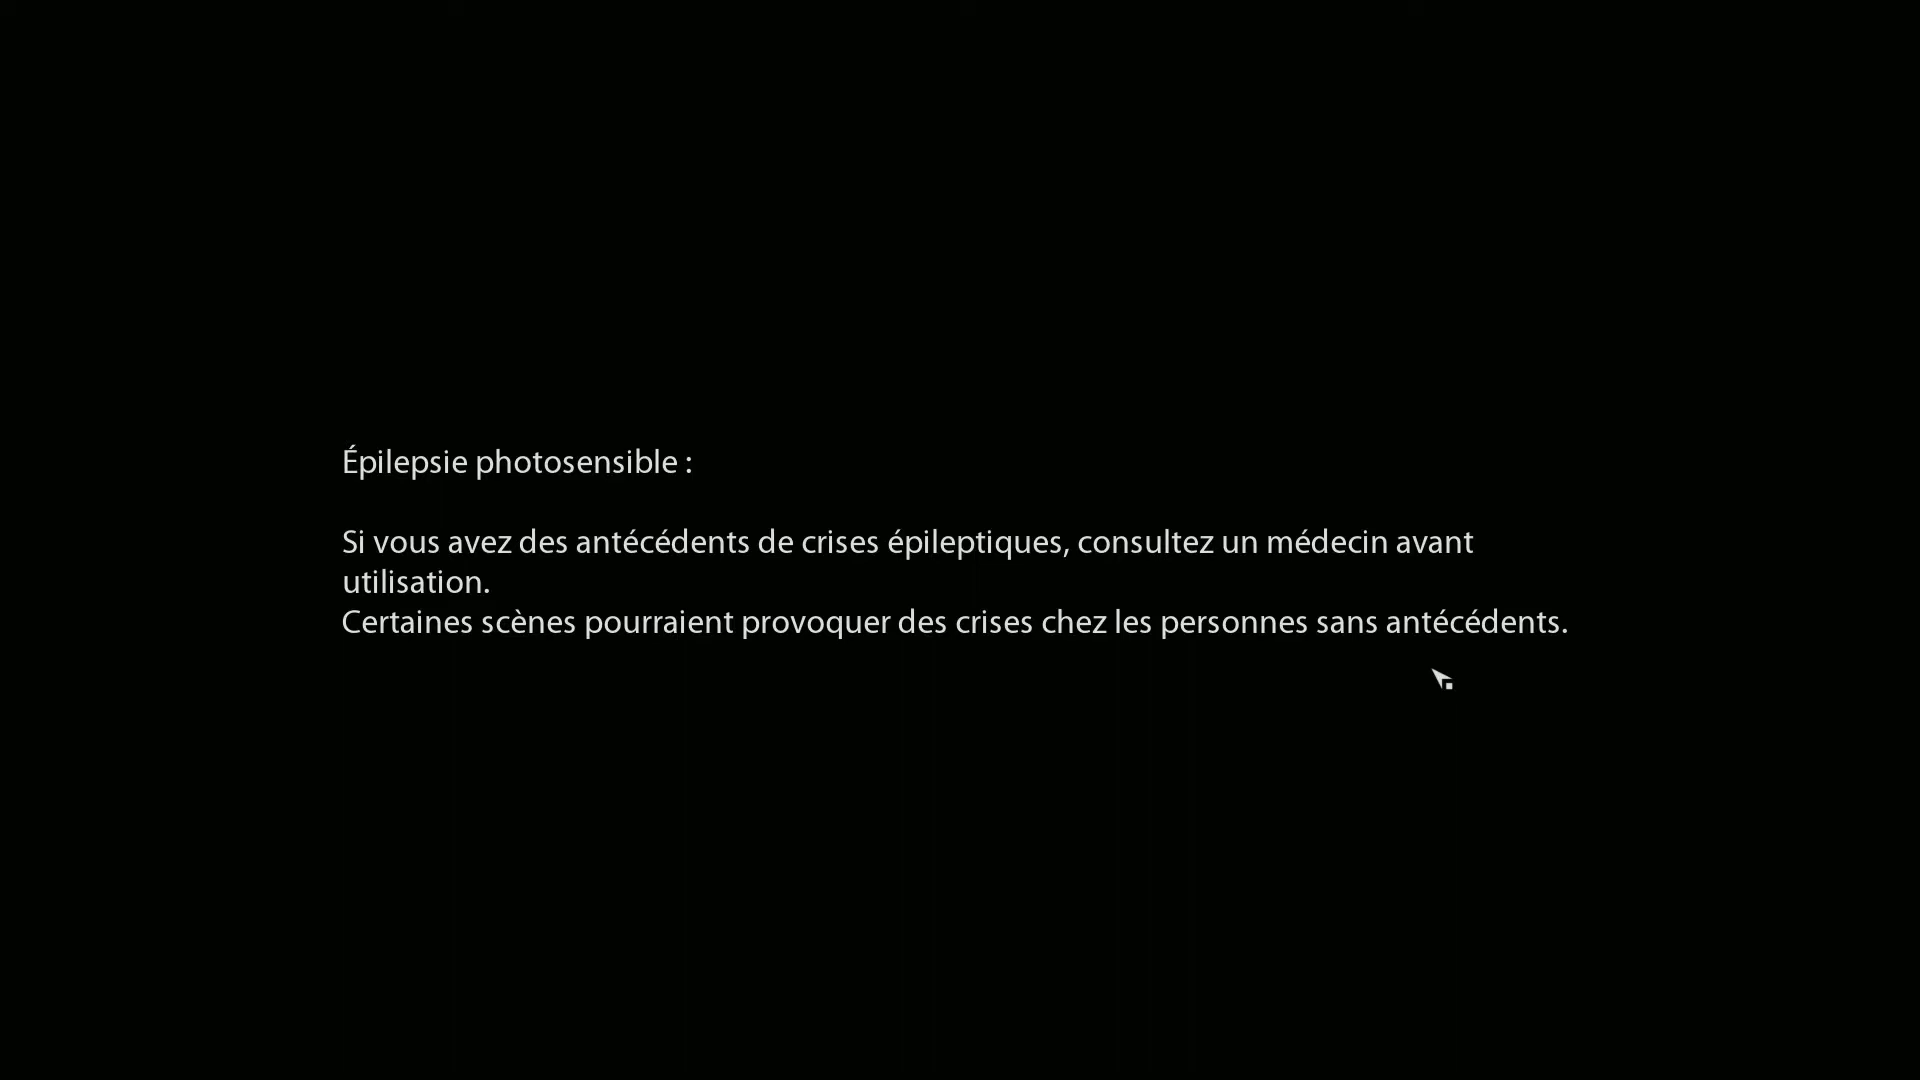 Épilepsie photosensible :
Si vous avez des antécédents de crises épileptiques, consultez un médecin avant
utilisation.
Certaines scènes pourraient provoquer des crises chez les personnes sans antécédents.